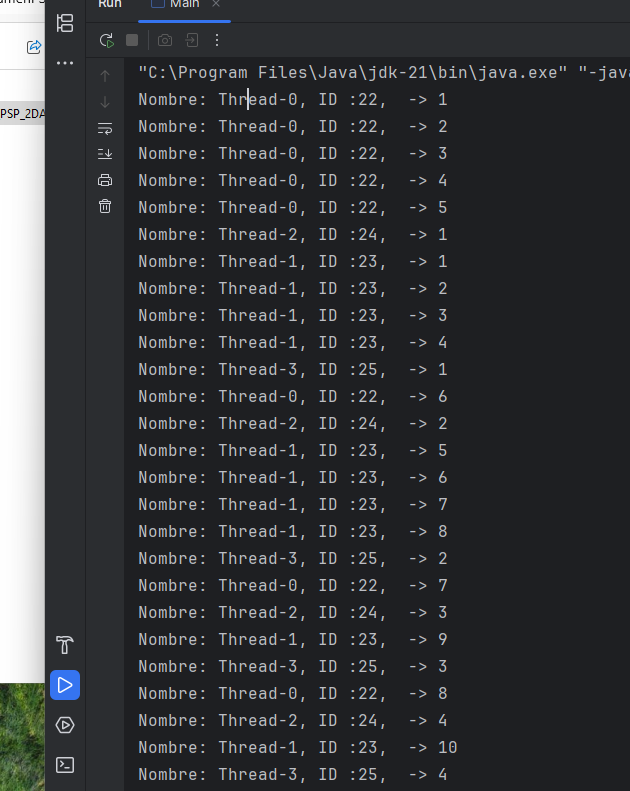 Run
Main
PSP_2DA
"C:\Program Files\Java\jdk-21\bin\java.exe" "-java
Nombre: Thread-0, ID :22,  -> 1
Nombre: Thread-0, ID :22,  -> 2
Nombre: Thread-0, ID :22,  -> 3
Nombre: Thread-0, ID :22,  -> 4
Nombre: Thread-0, ID :22,  -> 5
Nombre: Thread-2, ID :24,  -> 1
Nombre: Thread-1, ID :23,  -> 1
Nombre: Thread-1, ID :23,  -> 2
Nombre: Thread-1, ID :23,  -> 3
Nombre: Thread-1, ID :23,  -> 4
Nombre: Thread-3, ID :25,  -> 1
Nombre: Thread-0, ID :22,  -> 6
Nombre: Thread-2, ID :24,  -> 2
Nombre: Thread-1, ID :23,  -> 5
Nombre: Thread-1, ID :23,  -> 6
Nombre: Thread-1, ID :23,  -> 7
Nombre: Thread-1, ID :23,  -> 8
Nombre: Thread-3, ID :25,  -> 2
Nombre: Thread-0, ID :22,  -> 7
Nombre: Thread-2, ID :24,  -> 3
Nombre: Thread-1, ID :23,  -> 9
Nombre: Thread-3, ID :25,  -> 3
Nombre: Thread-0, ID :22,  -> 8
Nombre: Thread-2, ID :24,  -> 4
Nombre: Thread-1, ID :23,  -> 10
Nombre: Thread-3, ID :25,  -> 4